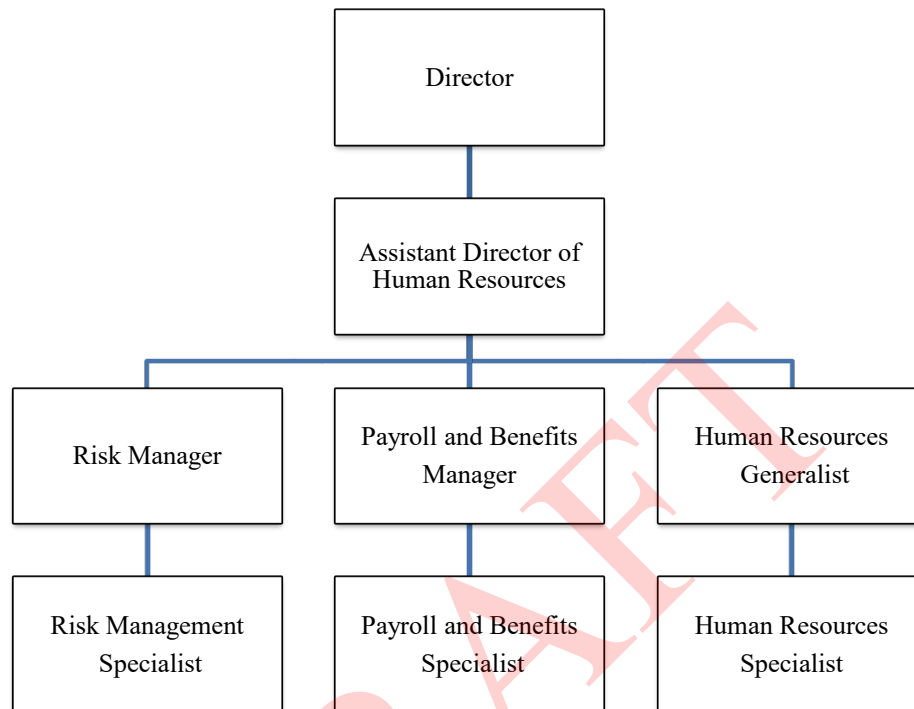 Director
Assistant Director of
Human Resources
Risk Manager
Payroll and Benefits
Manager
Human Resources
Generalist
Risk Management
Specialist
Payroll and Benefits
Specialist
Human Resources
Specialist
DRAFT